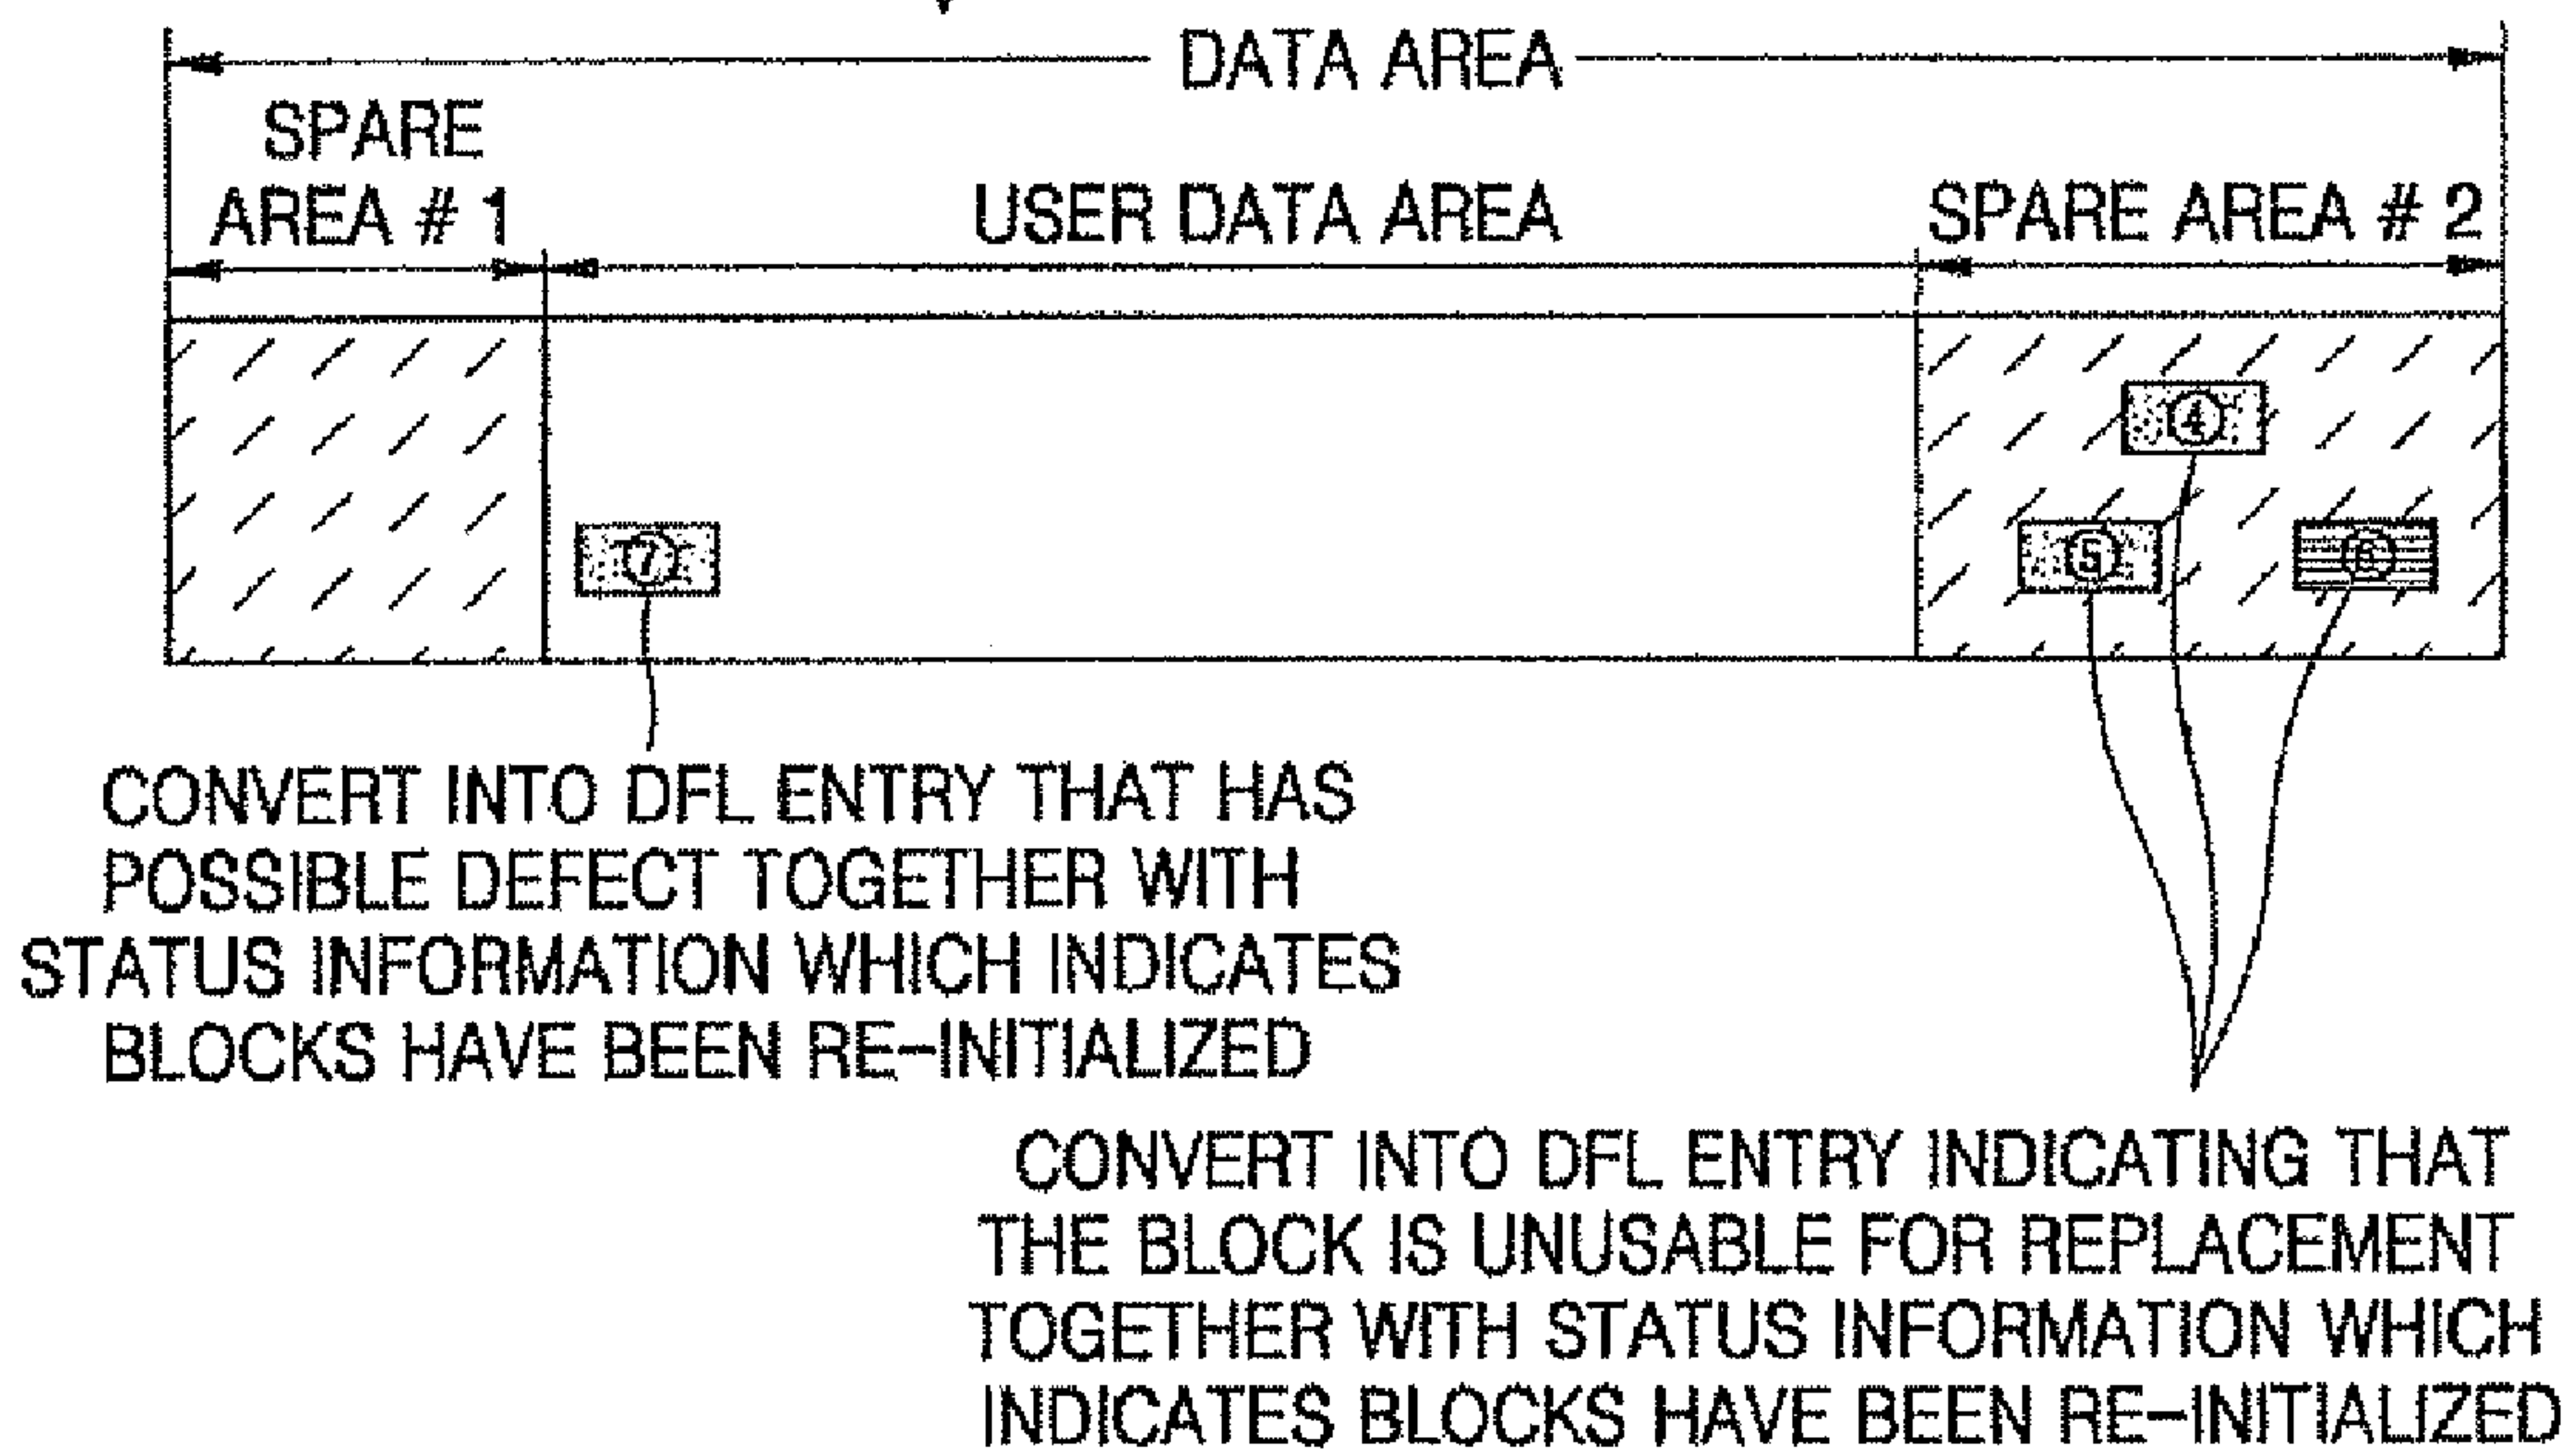 DATA AREA
SPARE
AREA # 1
USER DATA AREA
SPARE AREA # 2
④
⑤
⑥
⑦
CONVERT INTO DFL ENTRY THAT HAS
POSSIBLE DEFECT TOGETHER WITH
STATUS INFORMATION WHICH INDICATES
BLOCKS HAVE BEEN RE-INITIALIZED
CONVERT INTO DFL ENTRY INDICATING THAT
THE BLOCK IS UNUSABLE FOR REPLACEMENT
TOGETHER WITH STATUS INFORMATION WHICH
INDICATES BLOCKS HAVE BEEN RE-INITIALIZED